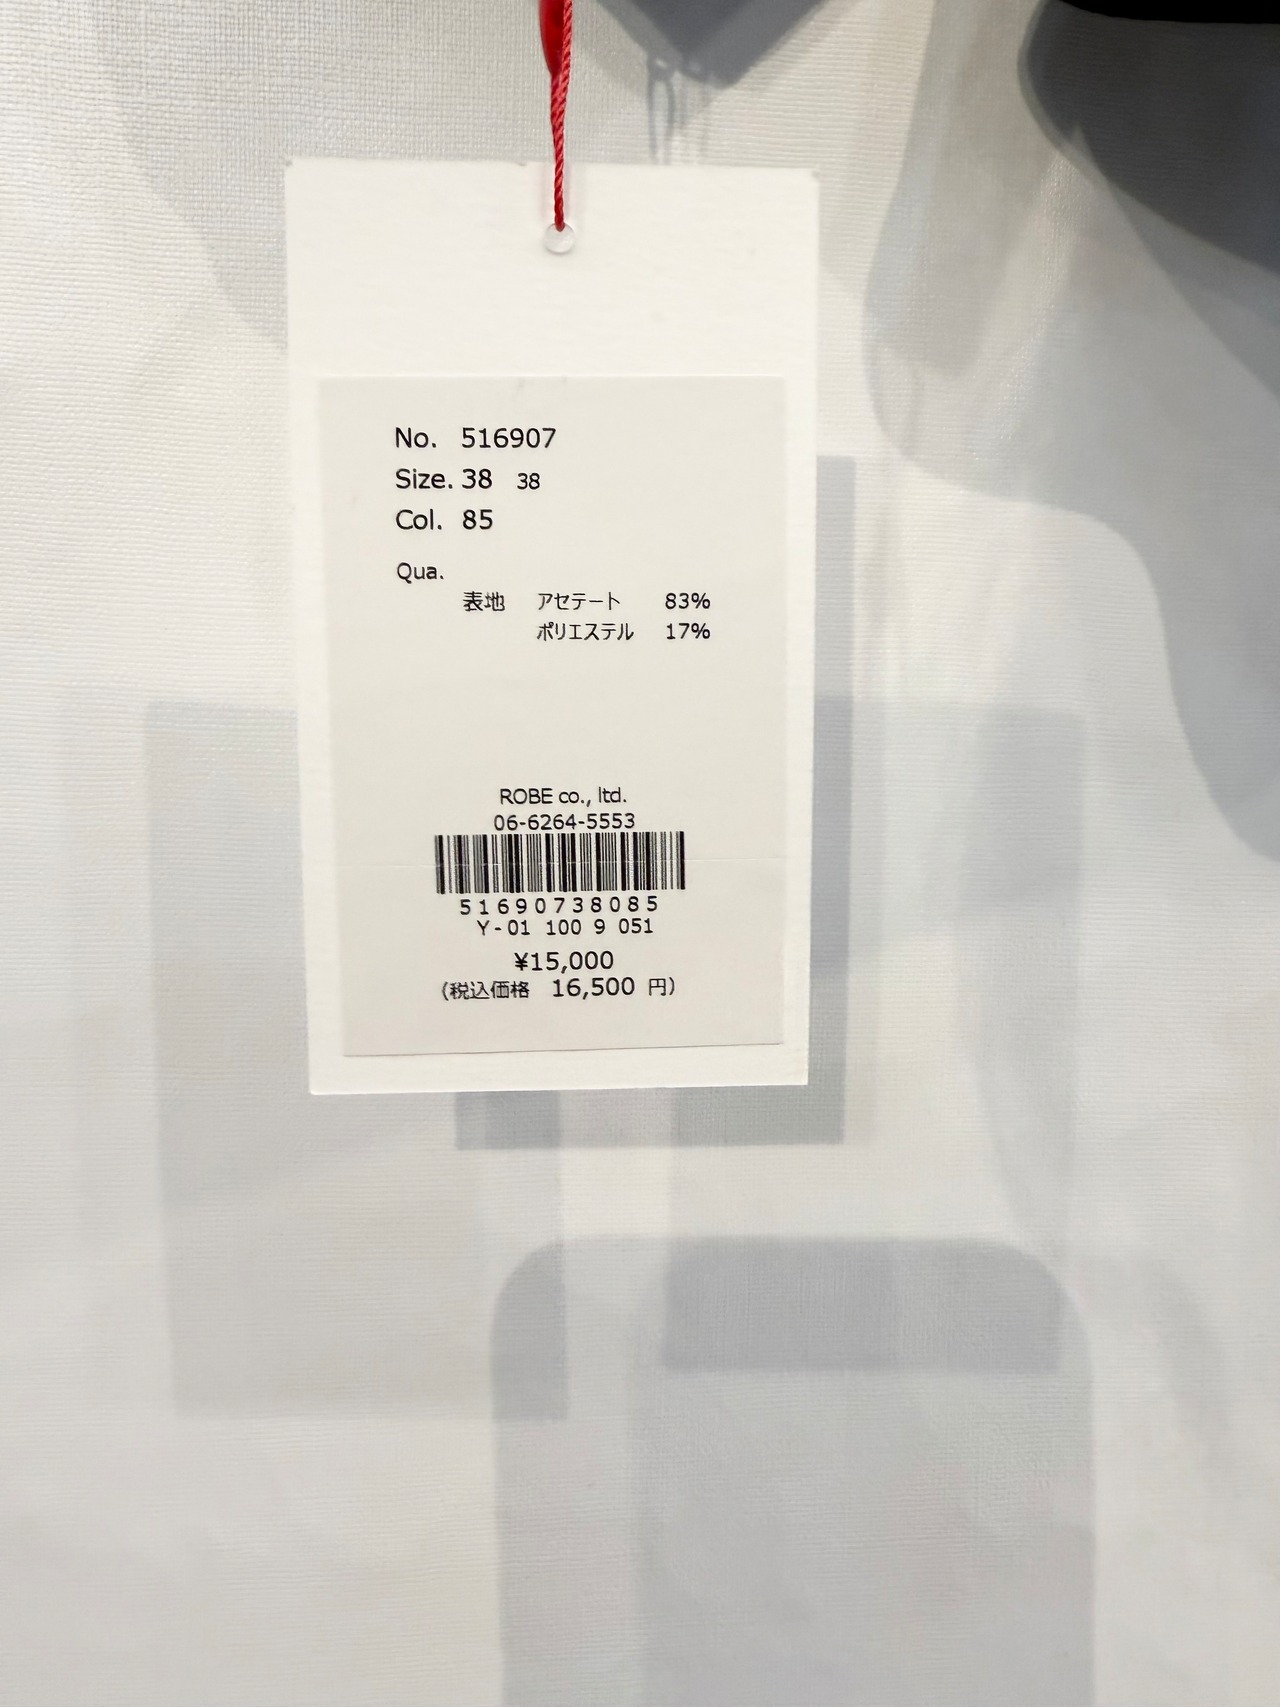 No. 516907
Size. 38 38
Col. 85
Qua.
表地 アセテート 83%
ポリエステル 17%
ROBE co., ltd.
06-6264-5553
51690738085
Y-01 100 9 051
¥15,000
(税込価格 16,500 円)